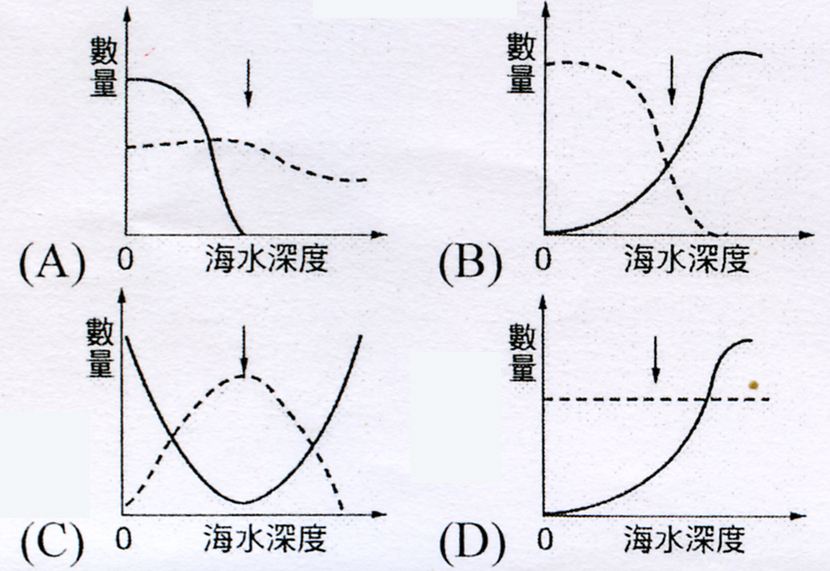 數量
(A) 0 海水深度
數量
(B) 0 海水深度
數量
(C) 0 海水深度
數量
(D) 0 海水深度